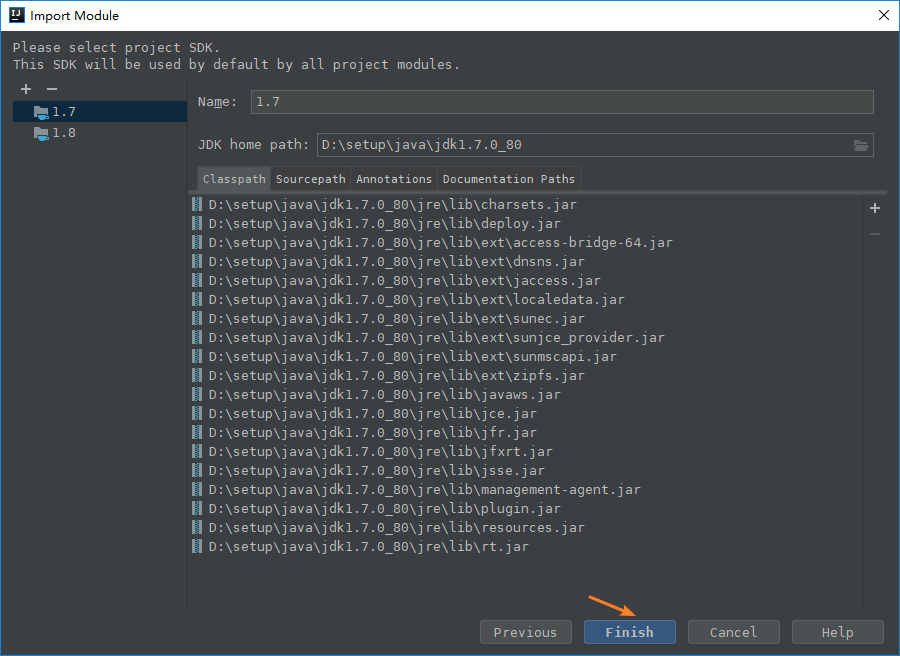 IJ Import Module
Please select project SDK.
This SDK will be used by default by all project modules.
1.7
1.8
Name: 1.7
JDK home path: D:\setup\java\jdk1.7.0_80
Classpath Sourcepath Annotations Documentation Paths
D:\setup\java\jdk1.7.0_80\jre\lib\charsets.jar
D:\setup\java\jdk1.7.0_80\jre\lib\deploy.jar
D:\setup\java\jdk1.7.0_80\jre\lib\ext\access-bridge-64.jar
D:\setup\java\jdk1.7.0_80\jre\lib\ext\dnsns.jar
D:\setup\java\jdk1.7.0_80\jre\lib\ext\jaccess.jar
D:\setup\java\jdk1.7.0_80\jre\lib\ext\localedata.jar
D:\setup\java\jdk1.7.0_80\jre\lib\ext\sunec.jar
D:\setup\java\jdk1.7.0_80\jre\lib\ext\sunjce_provider.jar
D:\setup\java\jdk1.7.0_80\jre\lib\ext\sunmscapi.jar
D:\setup\java\jdk1.7.0_80\jre\lib\ext\zipfs.jar
D:\setup\java\jdk1.7.0_80\jre\lib\javaws.jar
D:\setup\java\jdk1.7.0_80\jre\lib\jce.jar
D:\setup\java\jdk1.7.0_80\jre\lib\jfr.jar
D:\setup\java\jdk1.7.0_80\jre\lib\jfxrt.jar
D:\setup\java\jdk1.7.0_80\jre\lib\jsse.jar
D:\setup\java\jdk1.7.0_80\jre\lib\management-agent.jar
D:\setup\java\jdk1.7.0_80\jre\lib\plugin.jar
D:\setup\java\jdk1.7.0_80\jre\lib\resources.jar
D:\setup\java\jdk1.7.0_80\jre\lib\rt.jar
Previous Finish Cancel Help